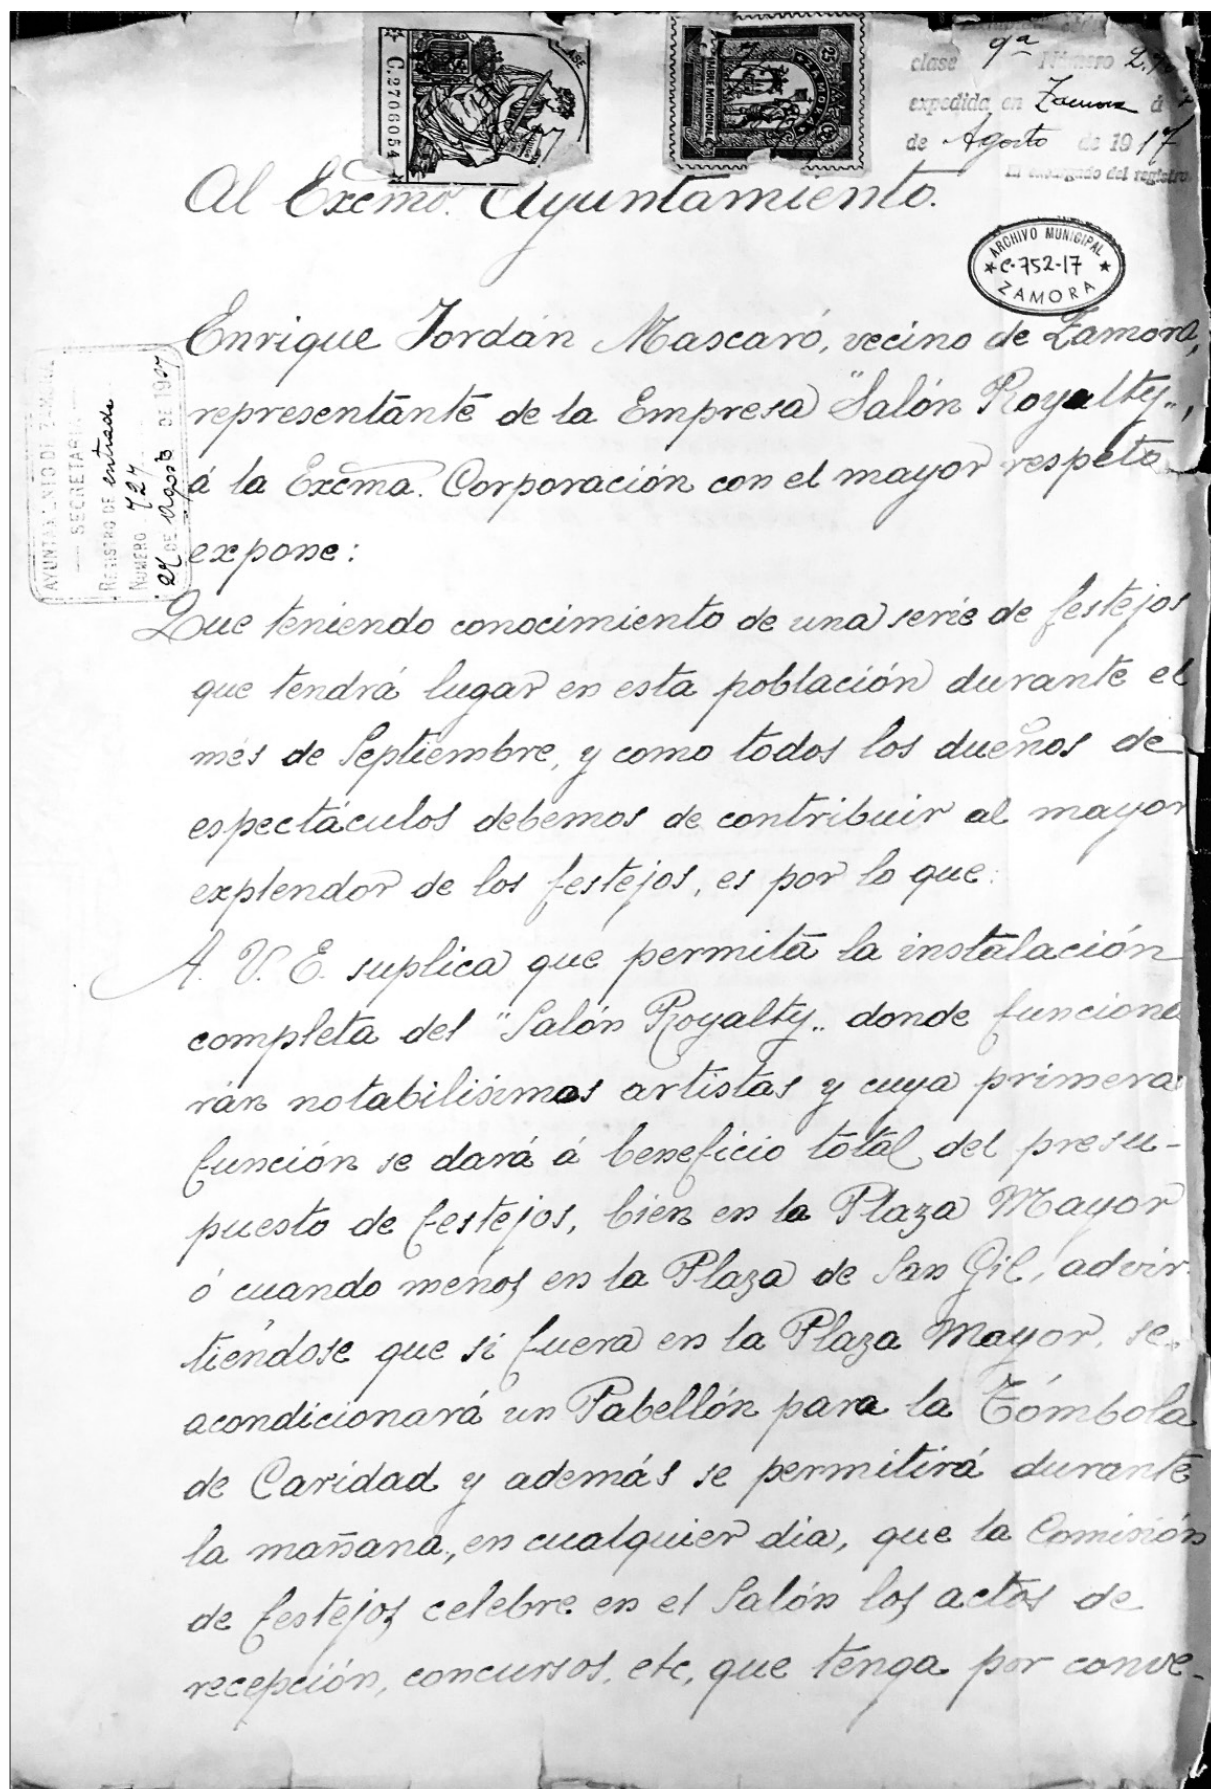 clase 9ª Número
expedida en Zamora á
de Agosto de 1917
El encargado del registro
C.2706054
TIMBRE MUNICIPAL
ZAMORA
25
Al Excmo. Ayuntamiento.
ARCHIVO MUNICIPAL
C-752-17
ZAMORA
AYUNTAMIENTO DE ZAMORA
SECRETARIA
REGISTRO DE entrada
NUMERO 727
27 DE Agosto DE 1907
Enrique Jordán Mascaró, vecino de Zamora,
representante de la Empresa "Salón Royalty",
á la Excma. Corporación con el mayor respeto
expone:
Que teniendo conocimiento de una serie de festejos
que tendrá lugar en esta población durante el
més de Septiembre, y como todos los dueños de
espectáculos debemos de contribuir al mayor
explendor de los festejos, es por lo que:
A. V. E. suplica que permita la instalación
completa del "Salón Royalty" donde funciona
rán notabilisimos artistas y cuya primera
función se dará á beneficio total del presu-
puesto de festejos, bien en la Plaza Mayor
ó cuando menos en la Plaza de San Gil, advir-
tiéndose que si fuera en la Plaza Mayor, se
acondicionará un Pabellón para la Tómbola
de Caridad y además se permitirá durante
la mañana, en cualquier dia, que la Comisión
de festejos celebre en el Salón los actos de
recepción, concursos, etc, que tenga por conve-